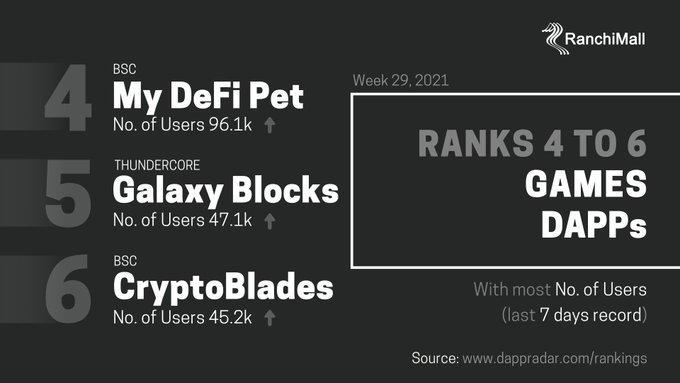 RanchiMall
4
BSC
My DeFi Pet
No. of Users 96.1k
5
THUNDERCORE
Galaxy Blocks
No. of Users 47.1k
6
BSC
CryptoBlades
No. of Users 45.2k
Week 29, 2021
RANKS 4 TO 6
GAMES
DAPPs
With most No. of Users
(last 7 days record)
Source: www.dappradar.com/rankings